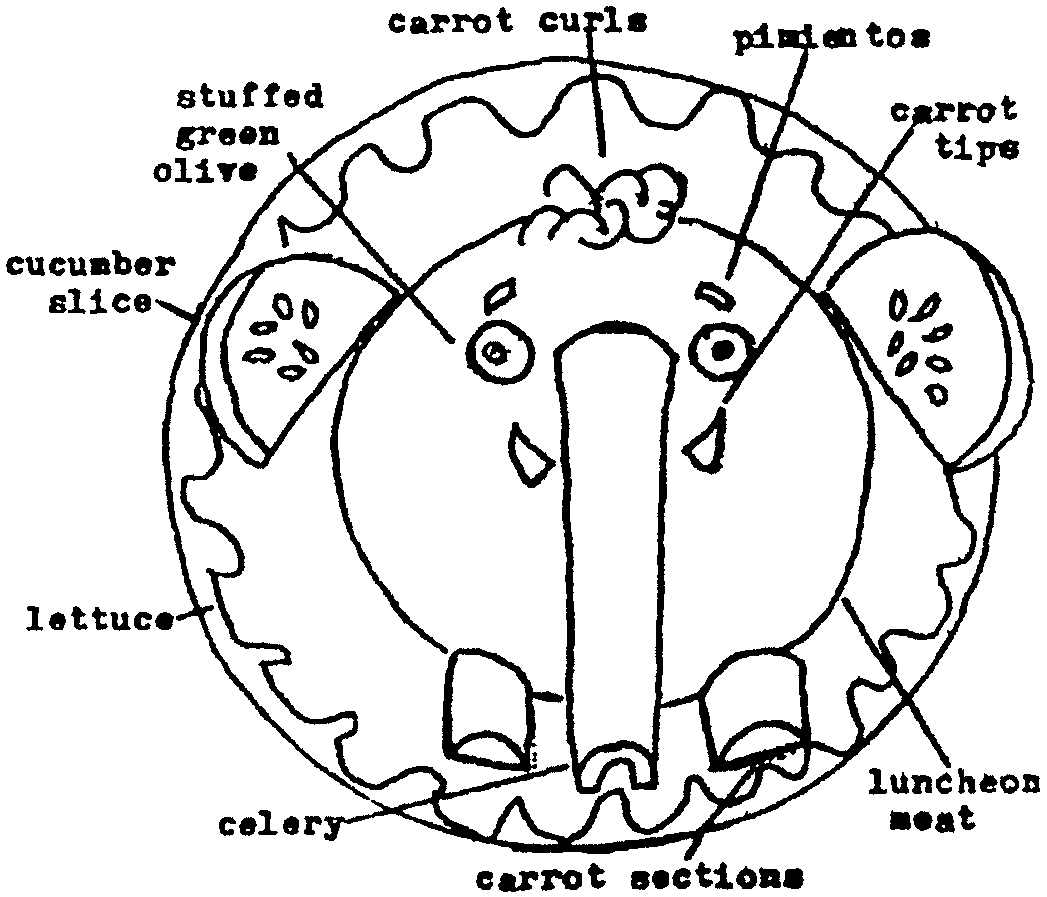 carrot curls
pimientos
stuffed
green
olive
carrot
tips
cucumber
slice
lettuce
luncheon
meat
celery
carrot sections